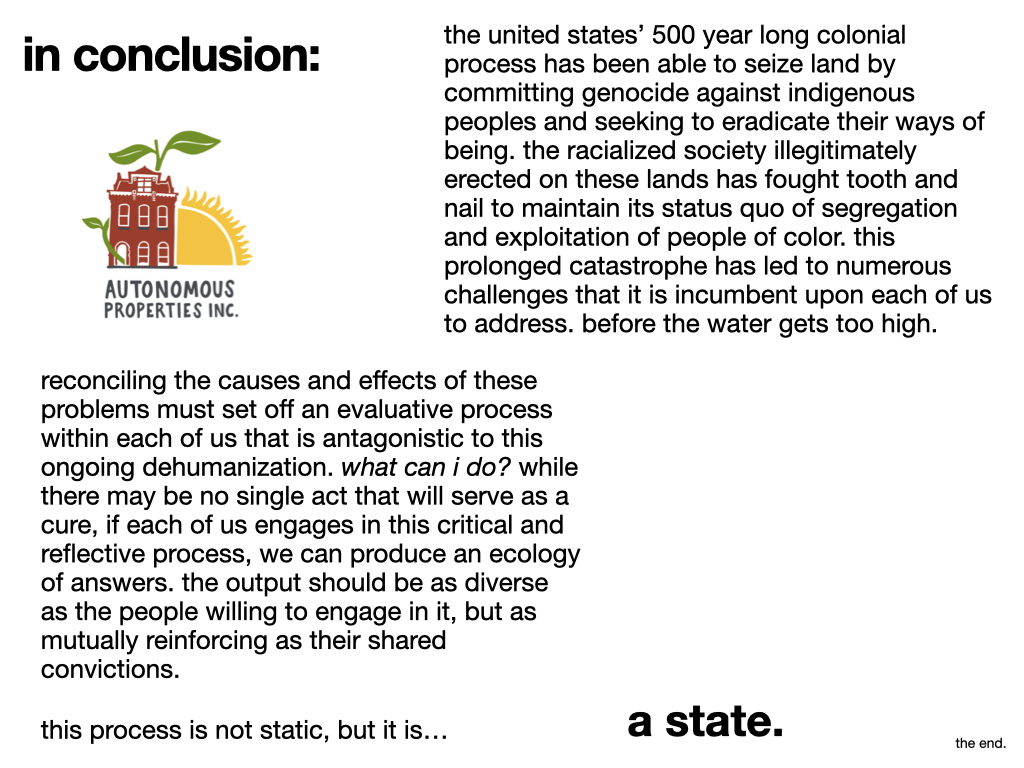 in conclusion:
AUTONOMOUS
PROPERTIES INC.
the united states’ 500 year long colonial
process has been able to seize land by
committing genocide against indigenous
peoples and seeking to eradicate their ways of
being. the racialized society illegitimately
erected on these lands has fought tooth and
nail to maintain its status quo of segregation
and exploitation of people of color. this
prolonged catastrophe has led to numerous
challenges that it is incumbent upon each of us
to address. before the water gets too high.
reconciling the causes and effects of these
problems must set off an evaluative process
within each of us that is antagonistic to this
ongoing dehumanization. what can i do? while
there may be no single act that will serve as a
cure, if each of us engages in this critical and
reflective process, we can produce an ecology
of answers. the output should be as diverse
as the people willing to engage in it, but as
mutually reinforcing as their shared
convictions.
this process is not static, but it is…
a state.
the end.